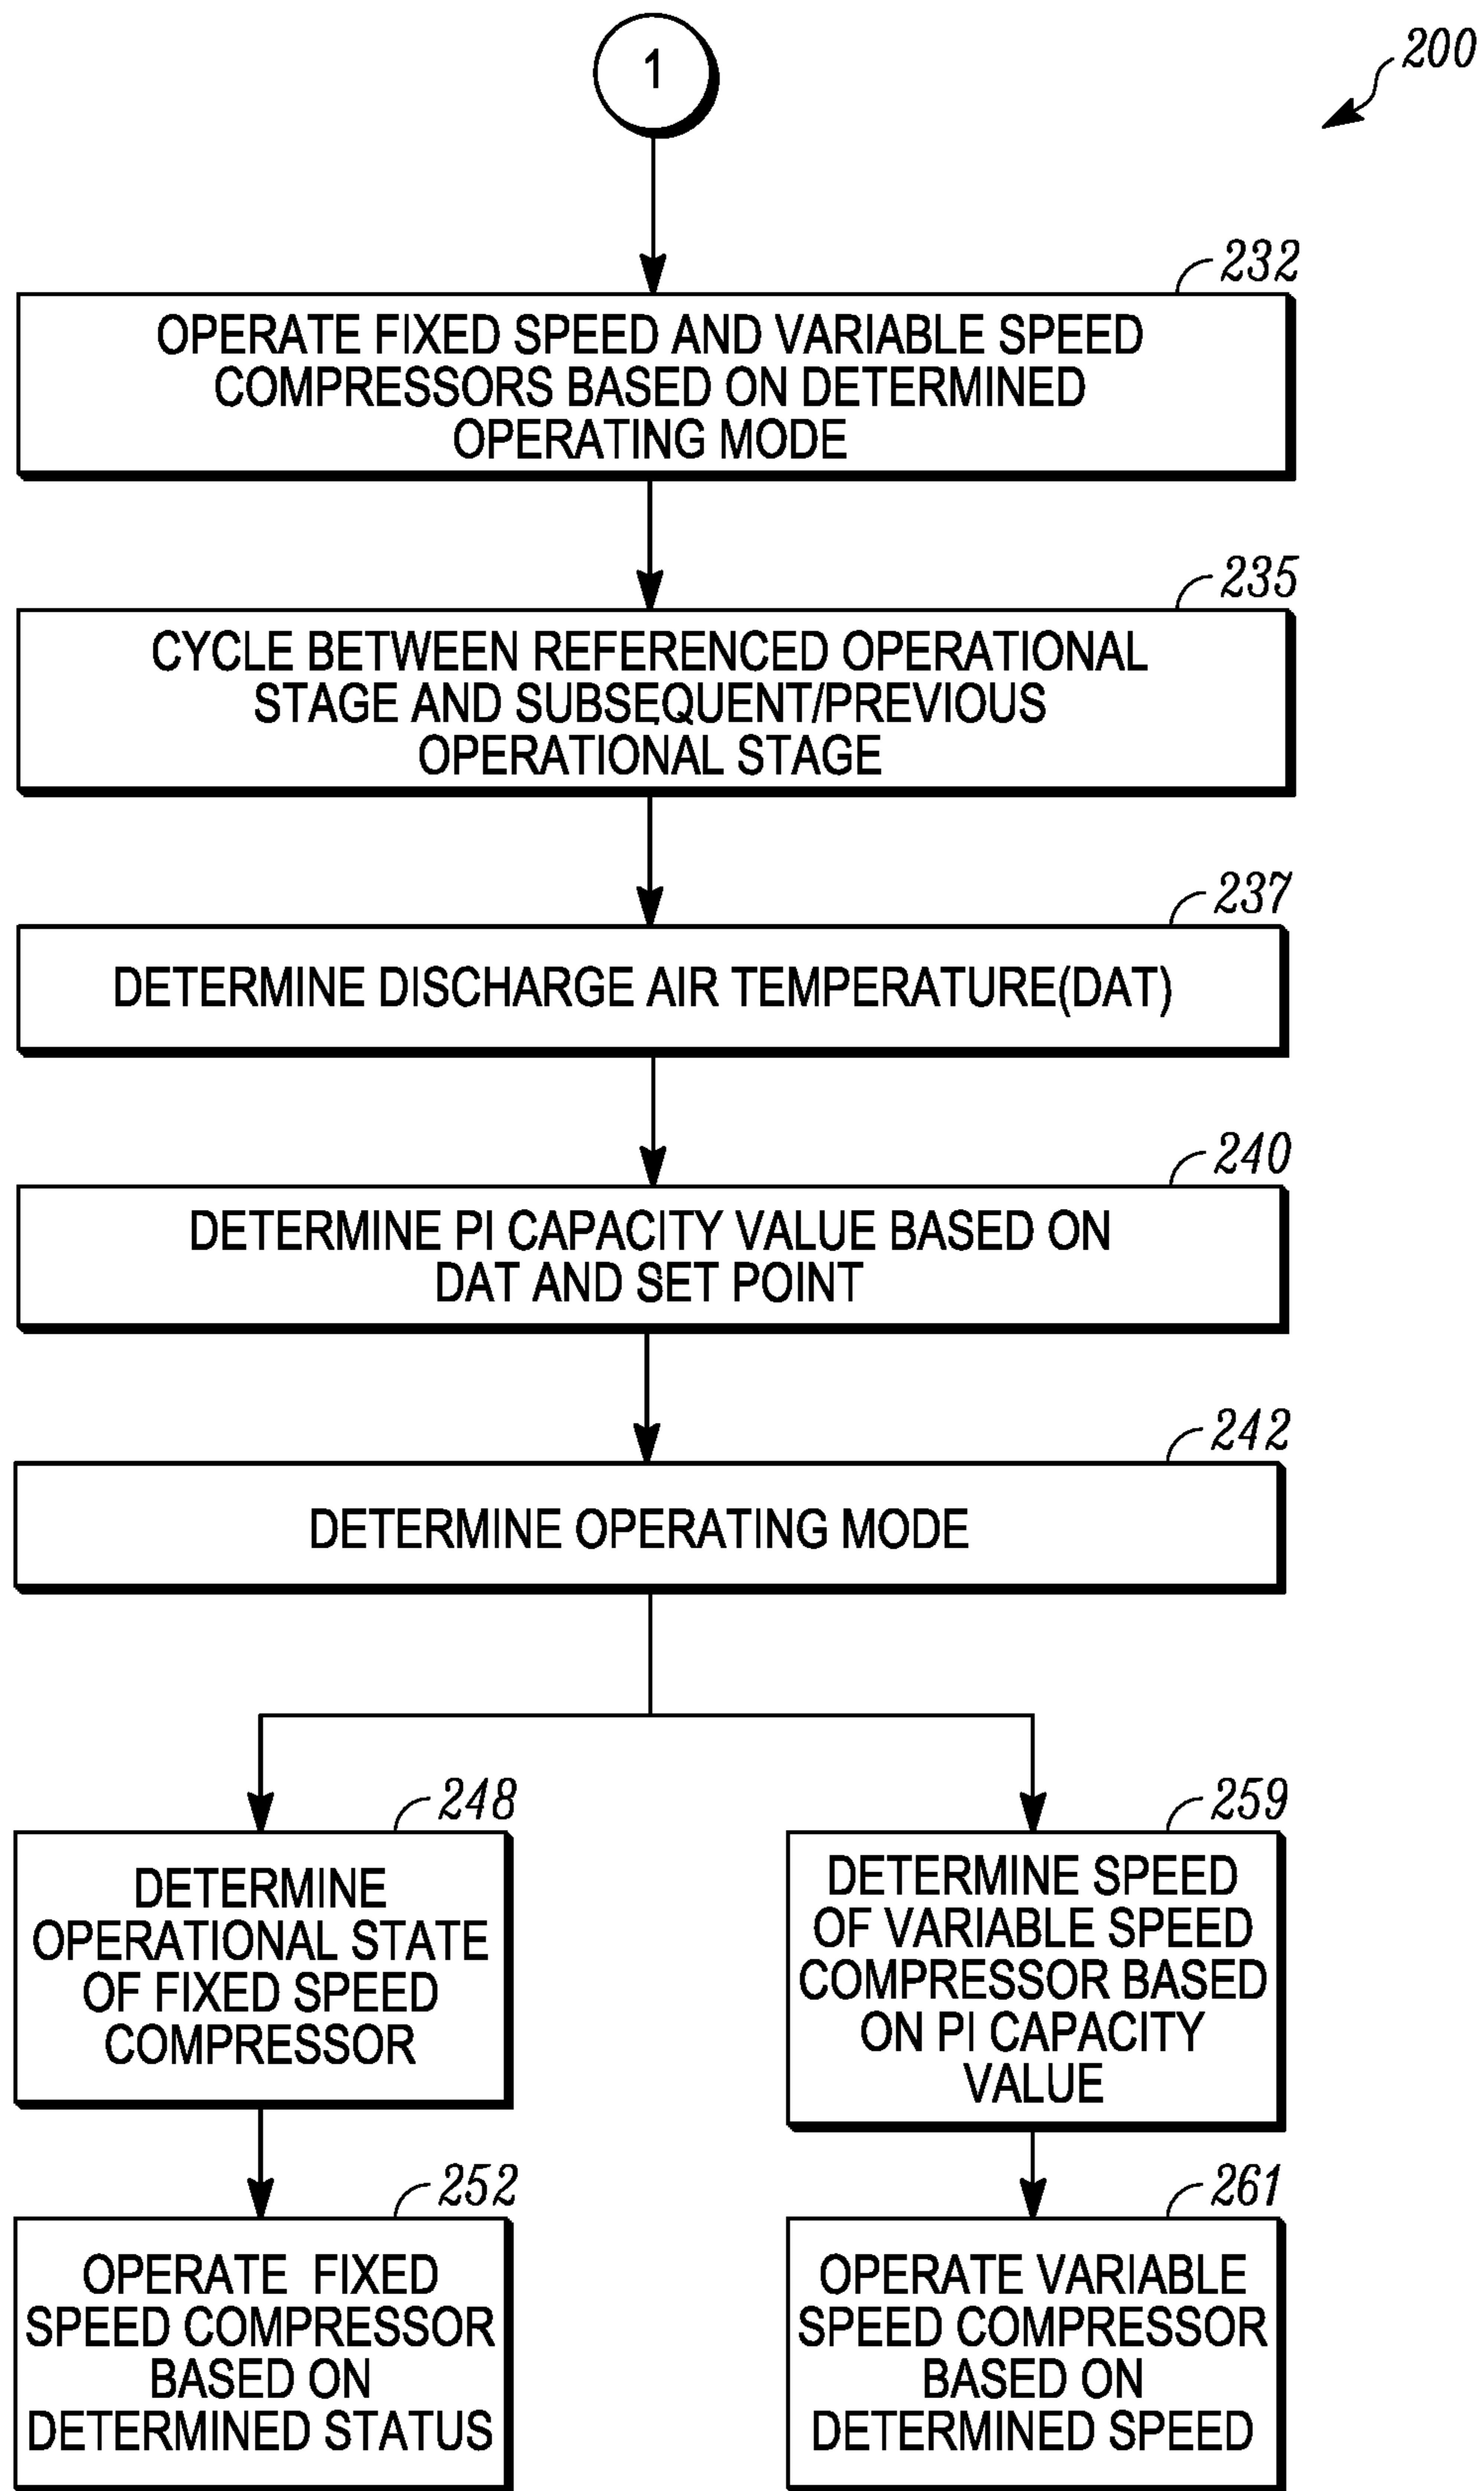 1
200
232
OPERATE FIXED SPEED AND VARIABLE SPEED
COMPRESSORS BASED ON DETERMINED
OPERATING MODE
235
CYCLE BETWEEN REFERENCED OPERATIONAL
STAGE AND SUBSEQUENT/PREVIOUS
OPERATIONAL STAGE
237
DETERMINE DISCHARGE AIR TEMPERATURE(DAT)
240
DETERMINE PI CAPACITY VALUE BASED ON
DAT AND SET POINT
242
DETERMINE OPERATING MODE
248
DETERMINE
OPERATIONAL STATE
OF FIXED SPEED
COMPRESSOR
259
DETERMINE SPEED
OF VARIABLE SPEED
COMPRESSOR BASED
ON PI CAPACITY
VALUE
252
OPERATE FIXED
SPEED COMPRESSOR
BASED ON
DETERMINED STATUS
261
OPERATE VARIABLE
SPEED COMPRESSOR
BASED ON
DETERMINED SPEED